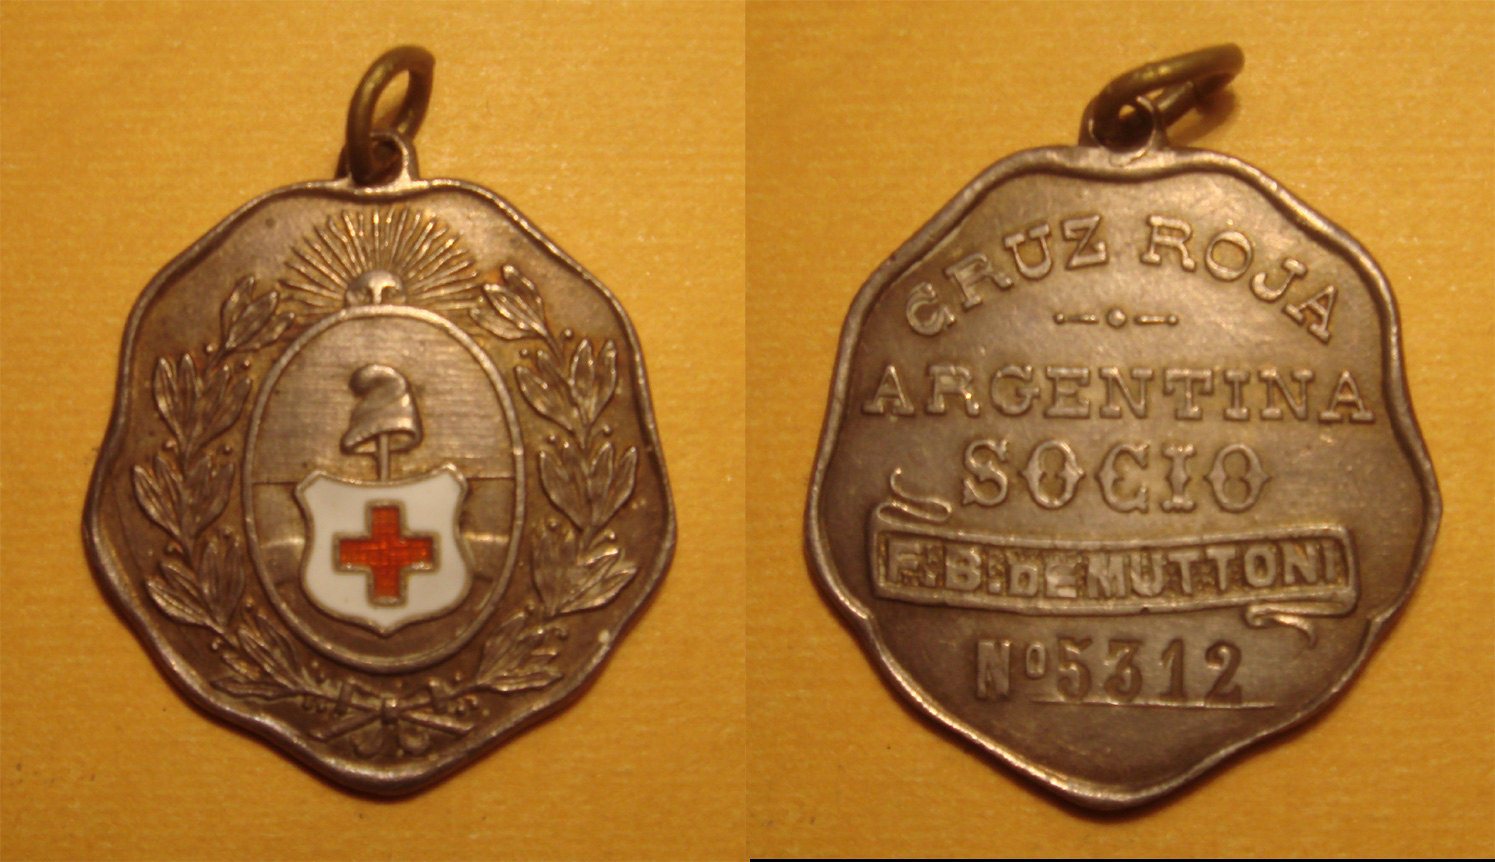 CRUZ ROJA
ARGENTINA
SOCIO
F.B. DE MUTTONI
Nº 5312